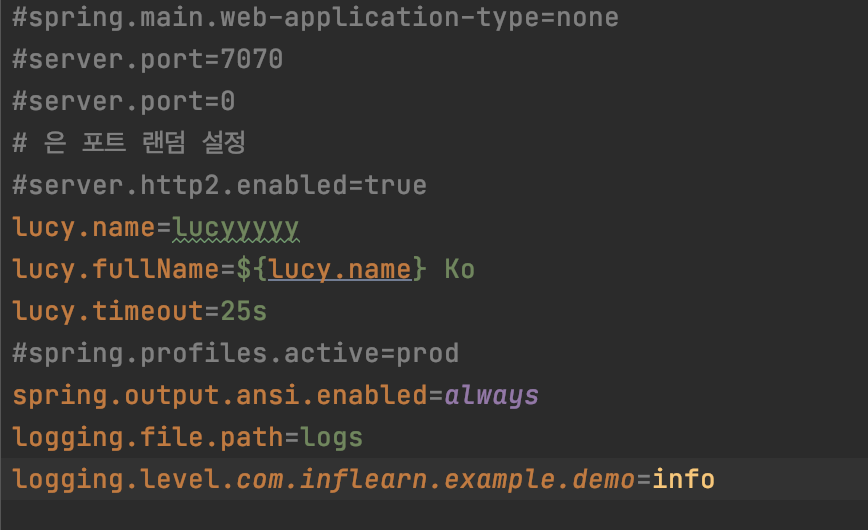 #spring.main.web-application-type=none
#server.port=7070
#server.port=0
# 은 포트 랜덤 설정
#server.http2.enabled=true
lucy.name=lucyyyyy
lucy.fullName=${lucy.name} Ko
lucy.timeout=25s
#spring.profiles.active=prod
spring.output.ansi.enabled=always
logging.file.path=logs
logging.level.com.inflearn.example.demo=info